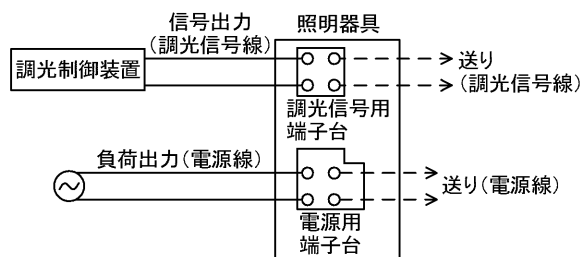 信号出力
(調光信号線)
照明器具
調光制御装置
送り
(調光信号線)
調光信号用
端子台
負荷出力(電源線)
送り(電源線)
電源用
端子台